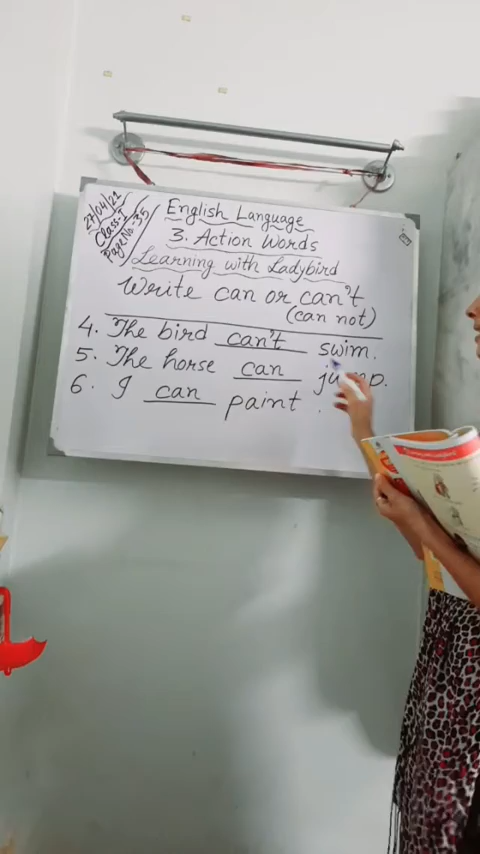 27/04/21
Class:-I
Page No:-35
English Language
3. Action Words
Learning with Ladybird
Write can or can't
(can not)
4. The bird can't swim.
5. The horse can jump.
6. I can paint.